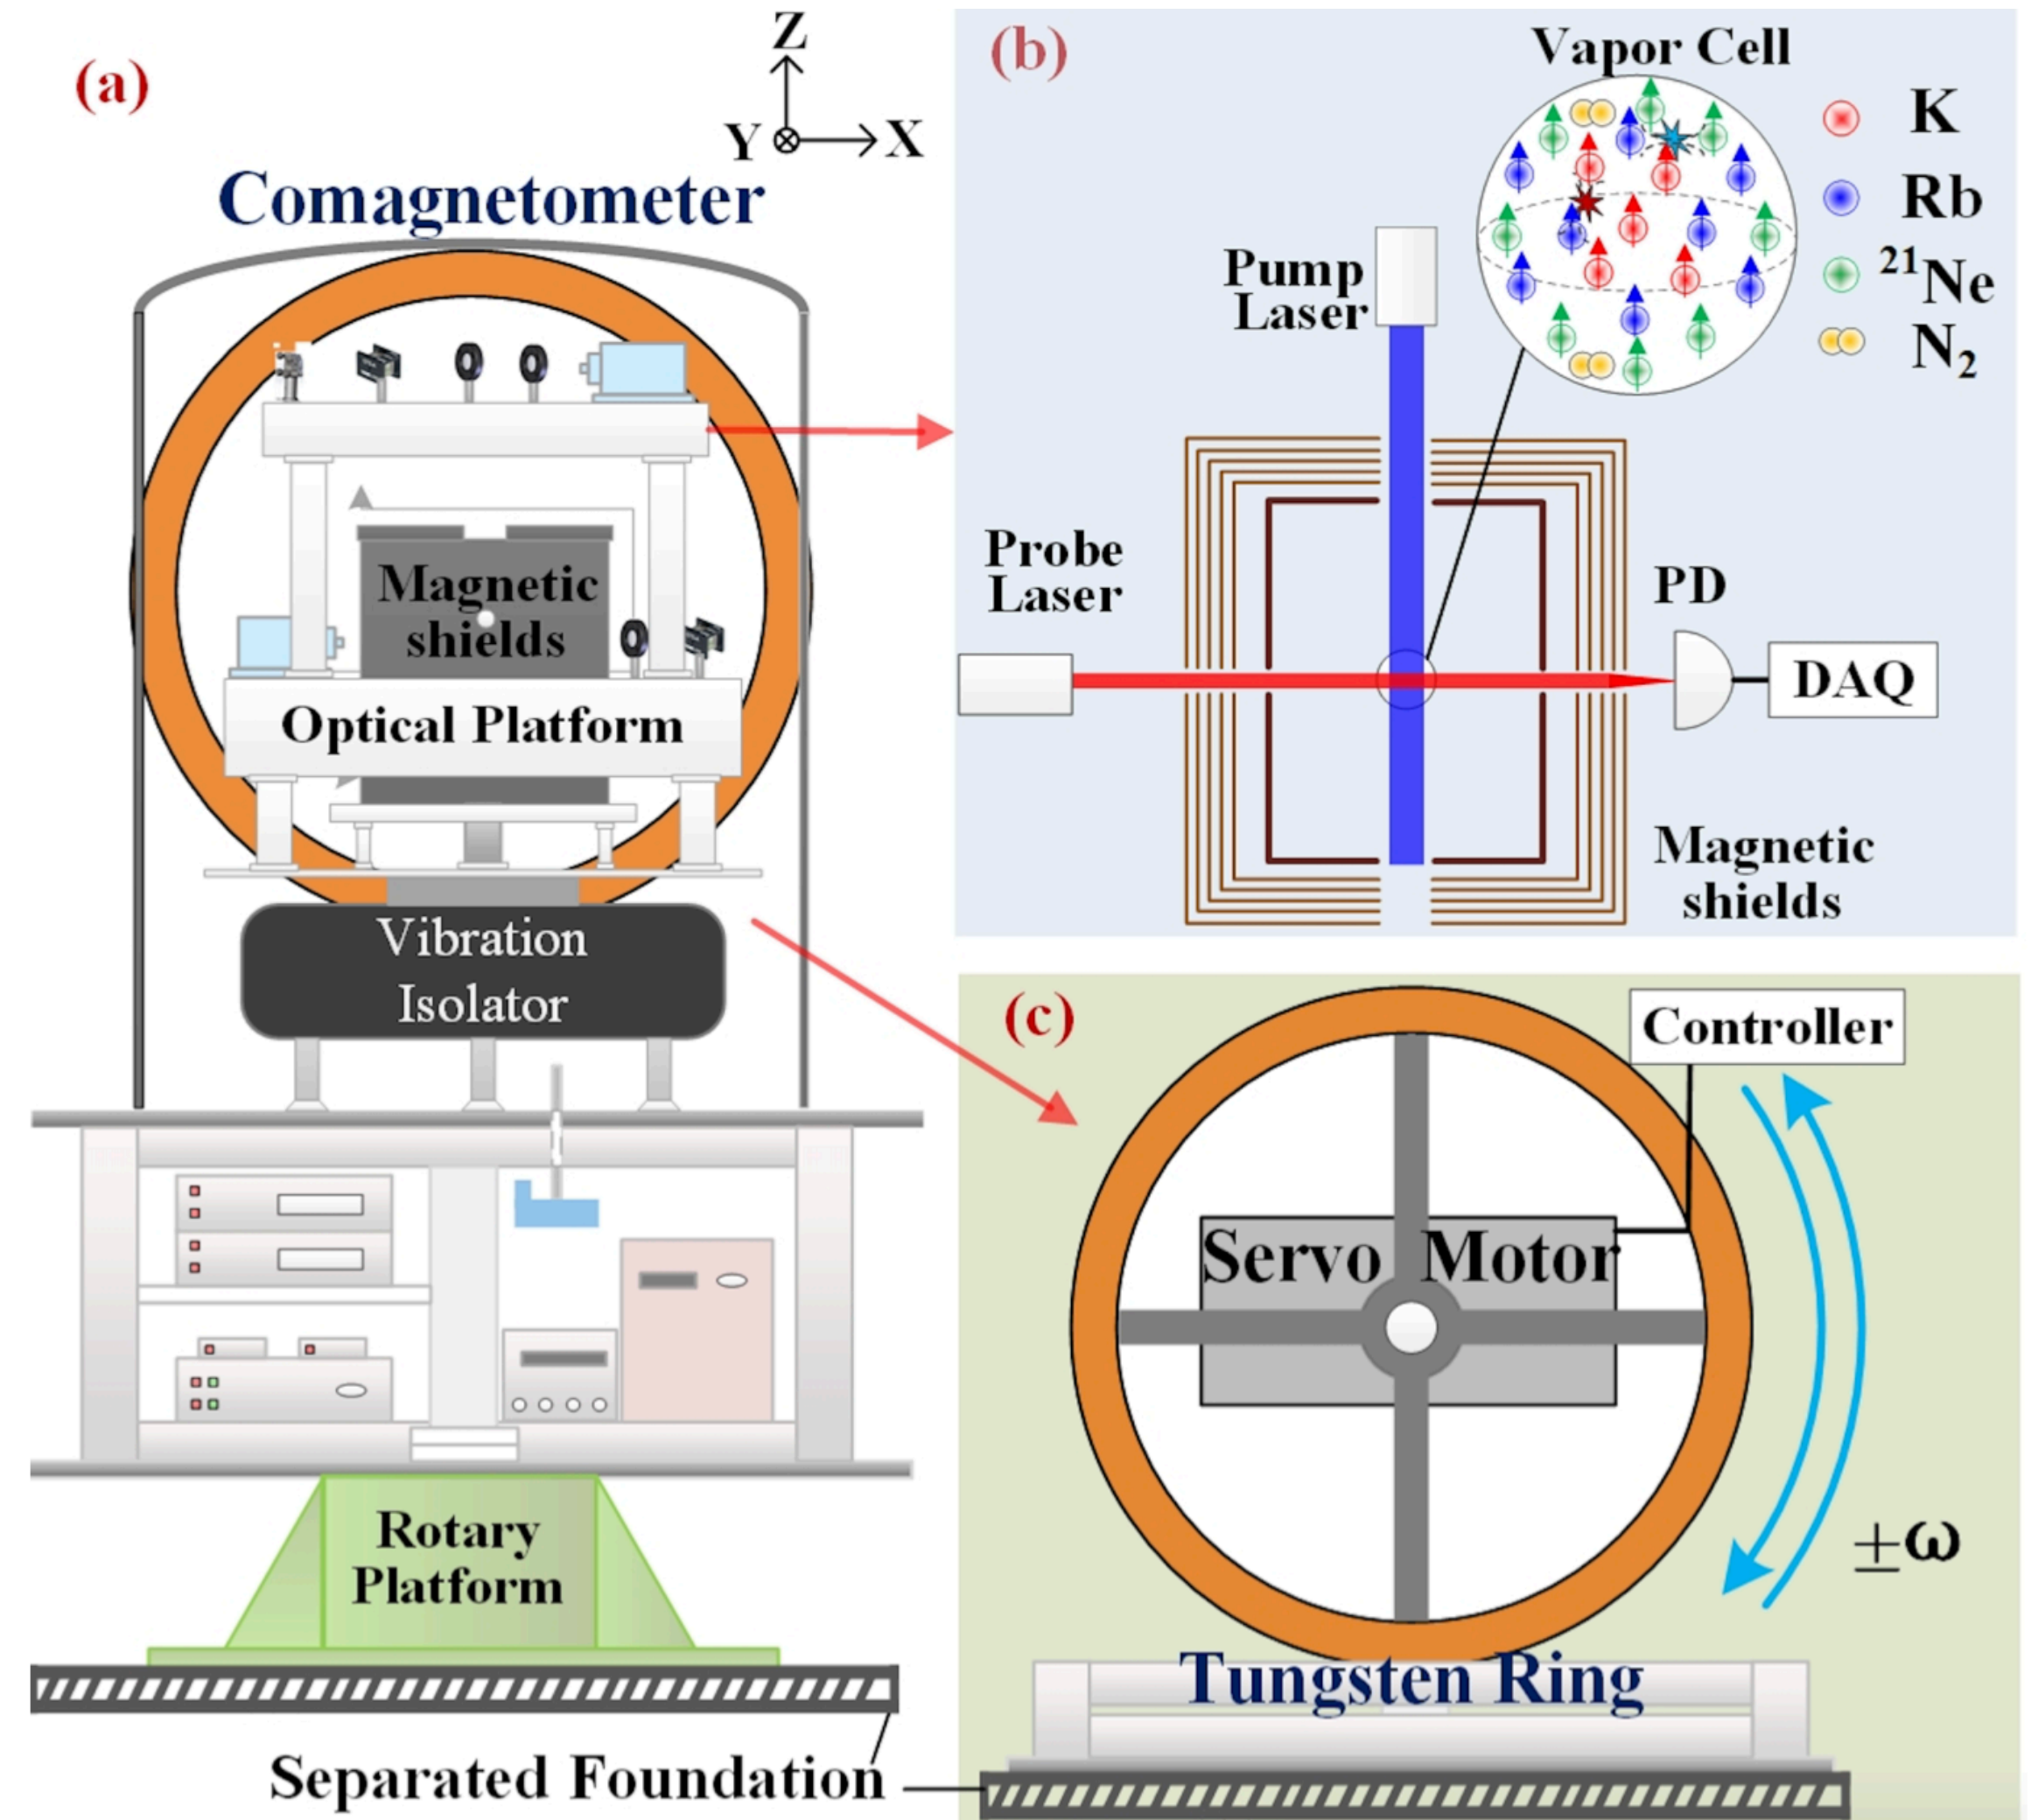 (a)
Z
Y
X
Comagnetometer
Magnetic
shields
Optical Platform
Vibration
Isolator
Rotary
Platform
Separated Foundation
(b)
Vapor Cell
K
Rb
²¹Ne
N₂
Pump
Laser
Probe
Laser
PD
DAQ
Magnetic
shields
(c)
Controller
Servo Motor
±ω
Tungsten Ring